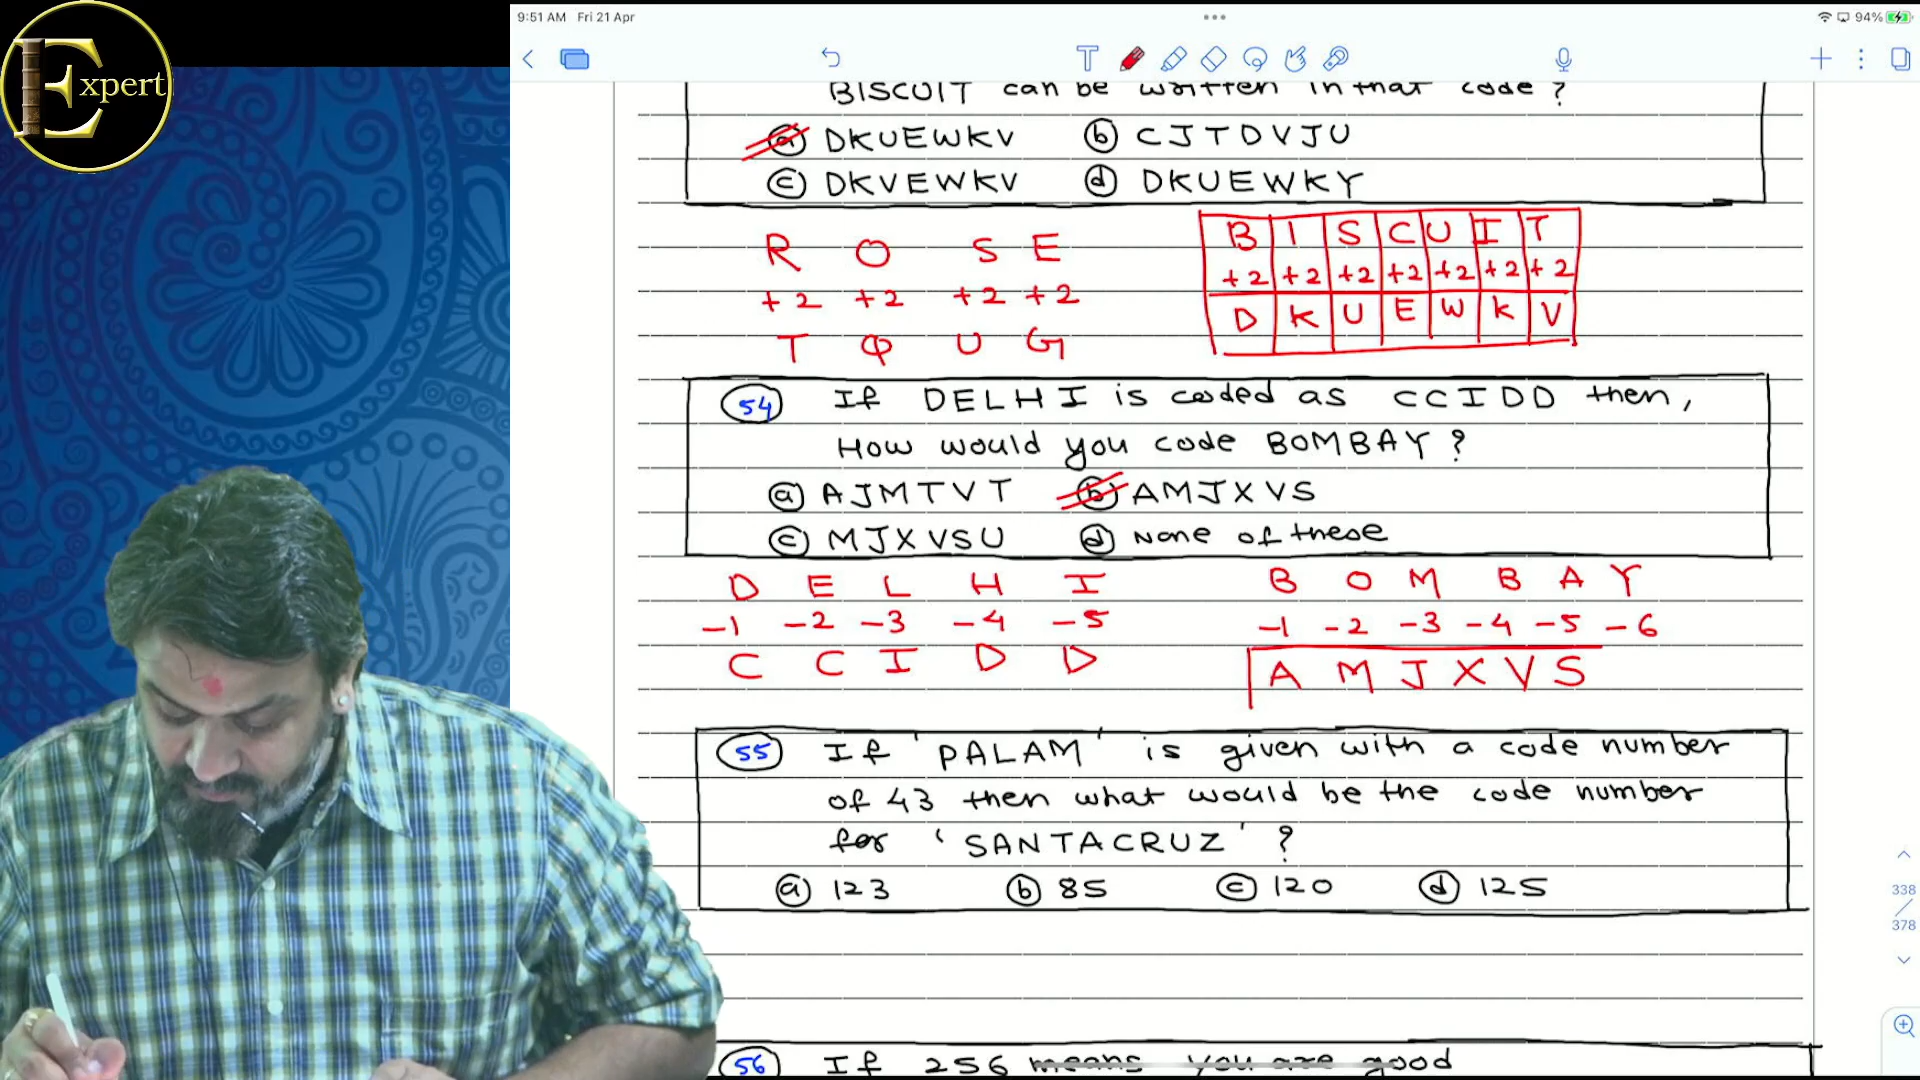 Expert
9:51 AM Fri 21 Apr
94%
BISCUIT can be written in that code ?
(a) DKUEWKV (b) CJTDVJU
(c) DKVEWKV (d) DKUEWKY
R O S E
+2 +2 +2 +2
T Q U G
B I S C U I T
+2 +2 +2 +2 +2 +2 +2
D K U E W K V
54 If DELHI is coded as CCIDD then,
How would you code BOMBAY ?
(a) AJMTVT (b) AMJXVS
(c) MJXVSU (d) None of these
D E L H I
-1 -2 -3 -4 -5
C C I D D
B O M B A Y
-1 -2 -3 -4 -5 -6
A M J X V S
55 If 'PALAM' is given with a code number
of 43 then what would be the code number
for 'SANTACRUZ' ?
(a) 123 (b) 85 (c) 120 (d) 125
338
/
378
56 If 256 means you are good